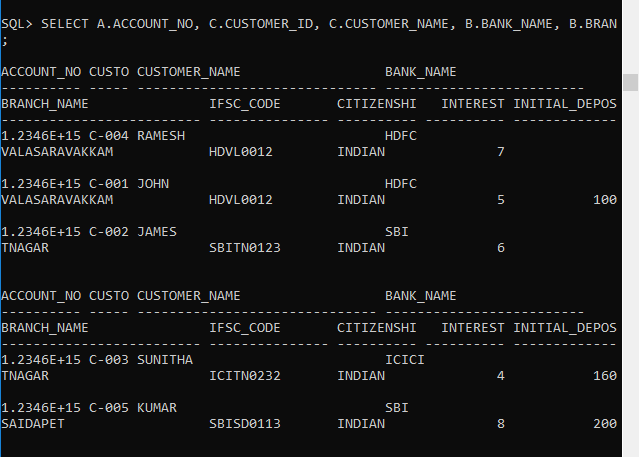 SQL> SELECT A.ACCOUNT_NO, C.CUSTOMER_ID, C.CUSTOMER_NAME, B.BANK_NAME, B.BRAN
;
ACCOUNT_NO CUSTO CUSTOMER_NAME                  BANK_NAME
---------- ----- ------------------------------ -------------------------
BRANCH_NAME               IFSC_CODE       CITIZENSHI   INTEREST INITIAL_DEPOS
------------------------- --------------- ---------- ---------- -------------
1.2346E+15 C-004 RAMESH                         HDFC
VALASARAVAKKAM            HDVL0012        INDIAN              7
1.2346E+15 C-001 JOHN                           HDFC
VALASARAVAKKAM            HDVL0012        INDIAN              5           100
1.2346E+15 C-002 JAMES                          SBI
TNAGAR                    SBITN0123       INDIAN              6
ACCOUNT_NO CUSTO CUSTOMER_NAME                  BANK_NAME
---------- ----- ------------------------------ -------------------------
BRANCH_NAME               IFSC_CODE       CITIZENSHI   INTEREST INITIAL_DEPOS
------------------------- --------------- ---------- ---------- -------------
1.2346E+15 C-003 SUNITHA                        ICICI
TNAGAR                    ICITN0232       INDIAN              4           160
1.2346E+15 C-005 KUMAR                          SBI
SAIDAPET                  SBISD0113       INDIAN              8           200